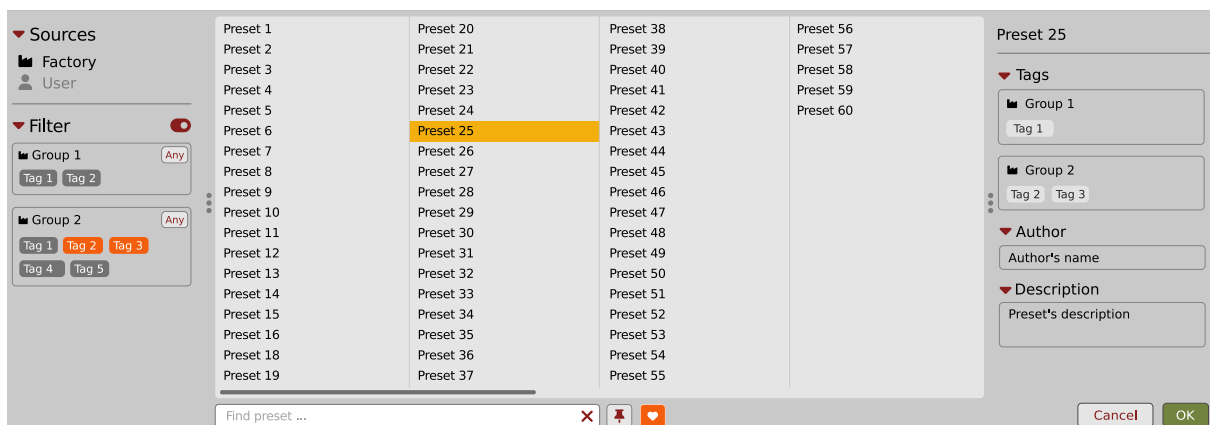 Sources
Factory
User
Filter
Group 1
Any
Tag 1
Tag 2
Group 2
Any
Tag 1
Tag 2
Tag 3
Tag 4
Tag 5
Preset 1
Preset 2
Preset 3
Preset 4
Preset 5
Preset 6
Preset 7
Preset 8
Preset 9
Preset 10
Preset 11
Preset 12
Preset 13
Preset 14
Preset 15
Preset 16
Preset 18
Preset 19
Preset 20
Preset 21
Preset 22
Preset 23
Preset 24
Preset 25
Preset 26
Preset 27
Preset 28
Preset 29
Preset 30
Preset 31
Preset 32
Preset 33
Preset 34
Preset 35
Preset 36
Preset 37
Preset 38
Preset 39
Preset 40
Preset 41
Preset 42
Preset 43
Preset 44
Preset 45
Preset 46
Preset 47
Preset 48
Preset 49
Preset 50
Preset 51
Preset 52
Preset 53
Preset 54
Preset 55
Preset 56
Preset 57
Preset 58
Preset 59
Preset 60
Find preset ...
Preset 25
Tags
Group 1
Tag 1
Group 2
Tag 2
Tag 3
Author
Author's name
Description
Preset's description
Cancel
OK